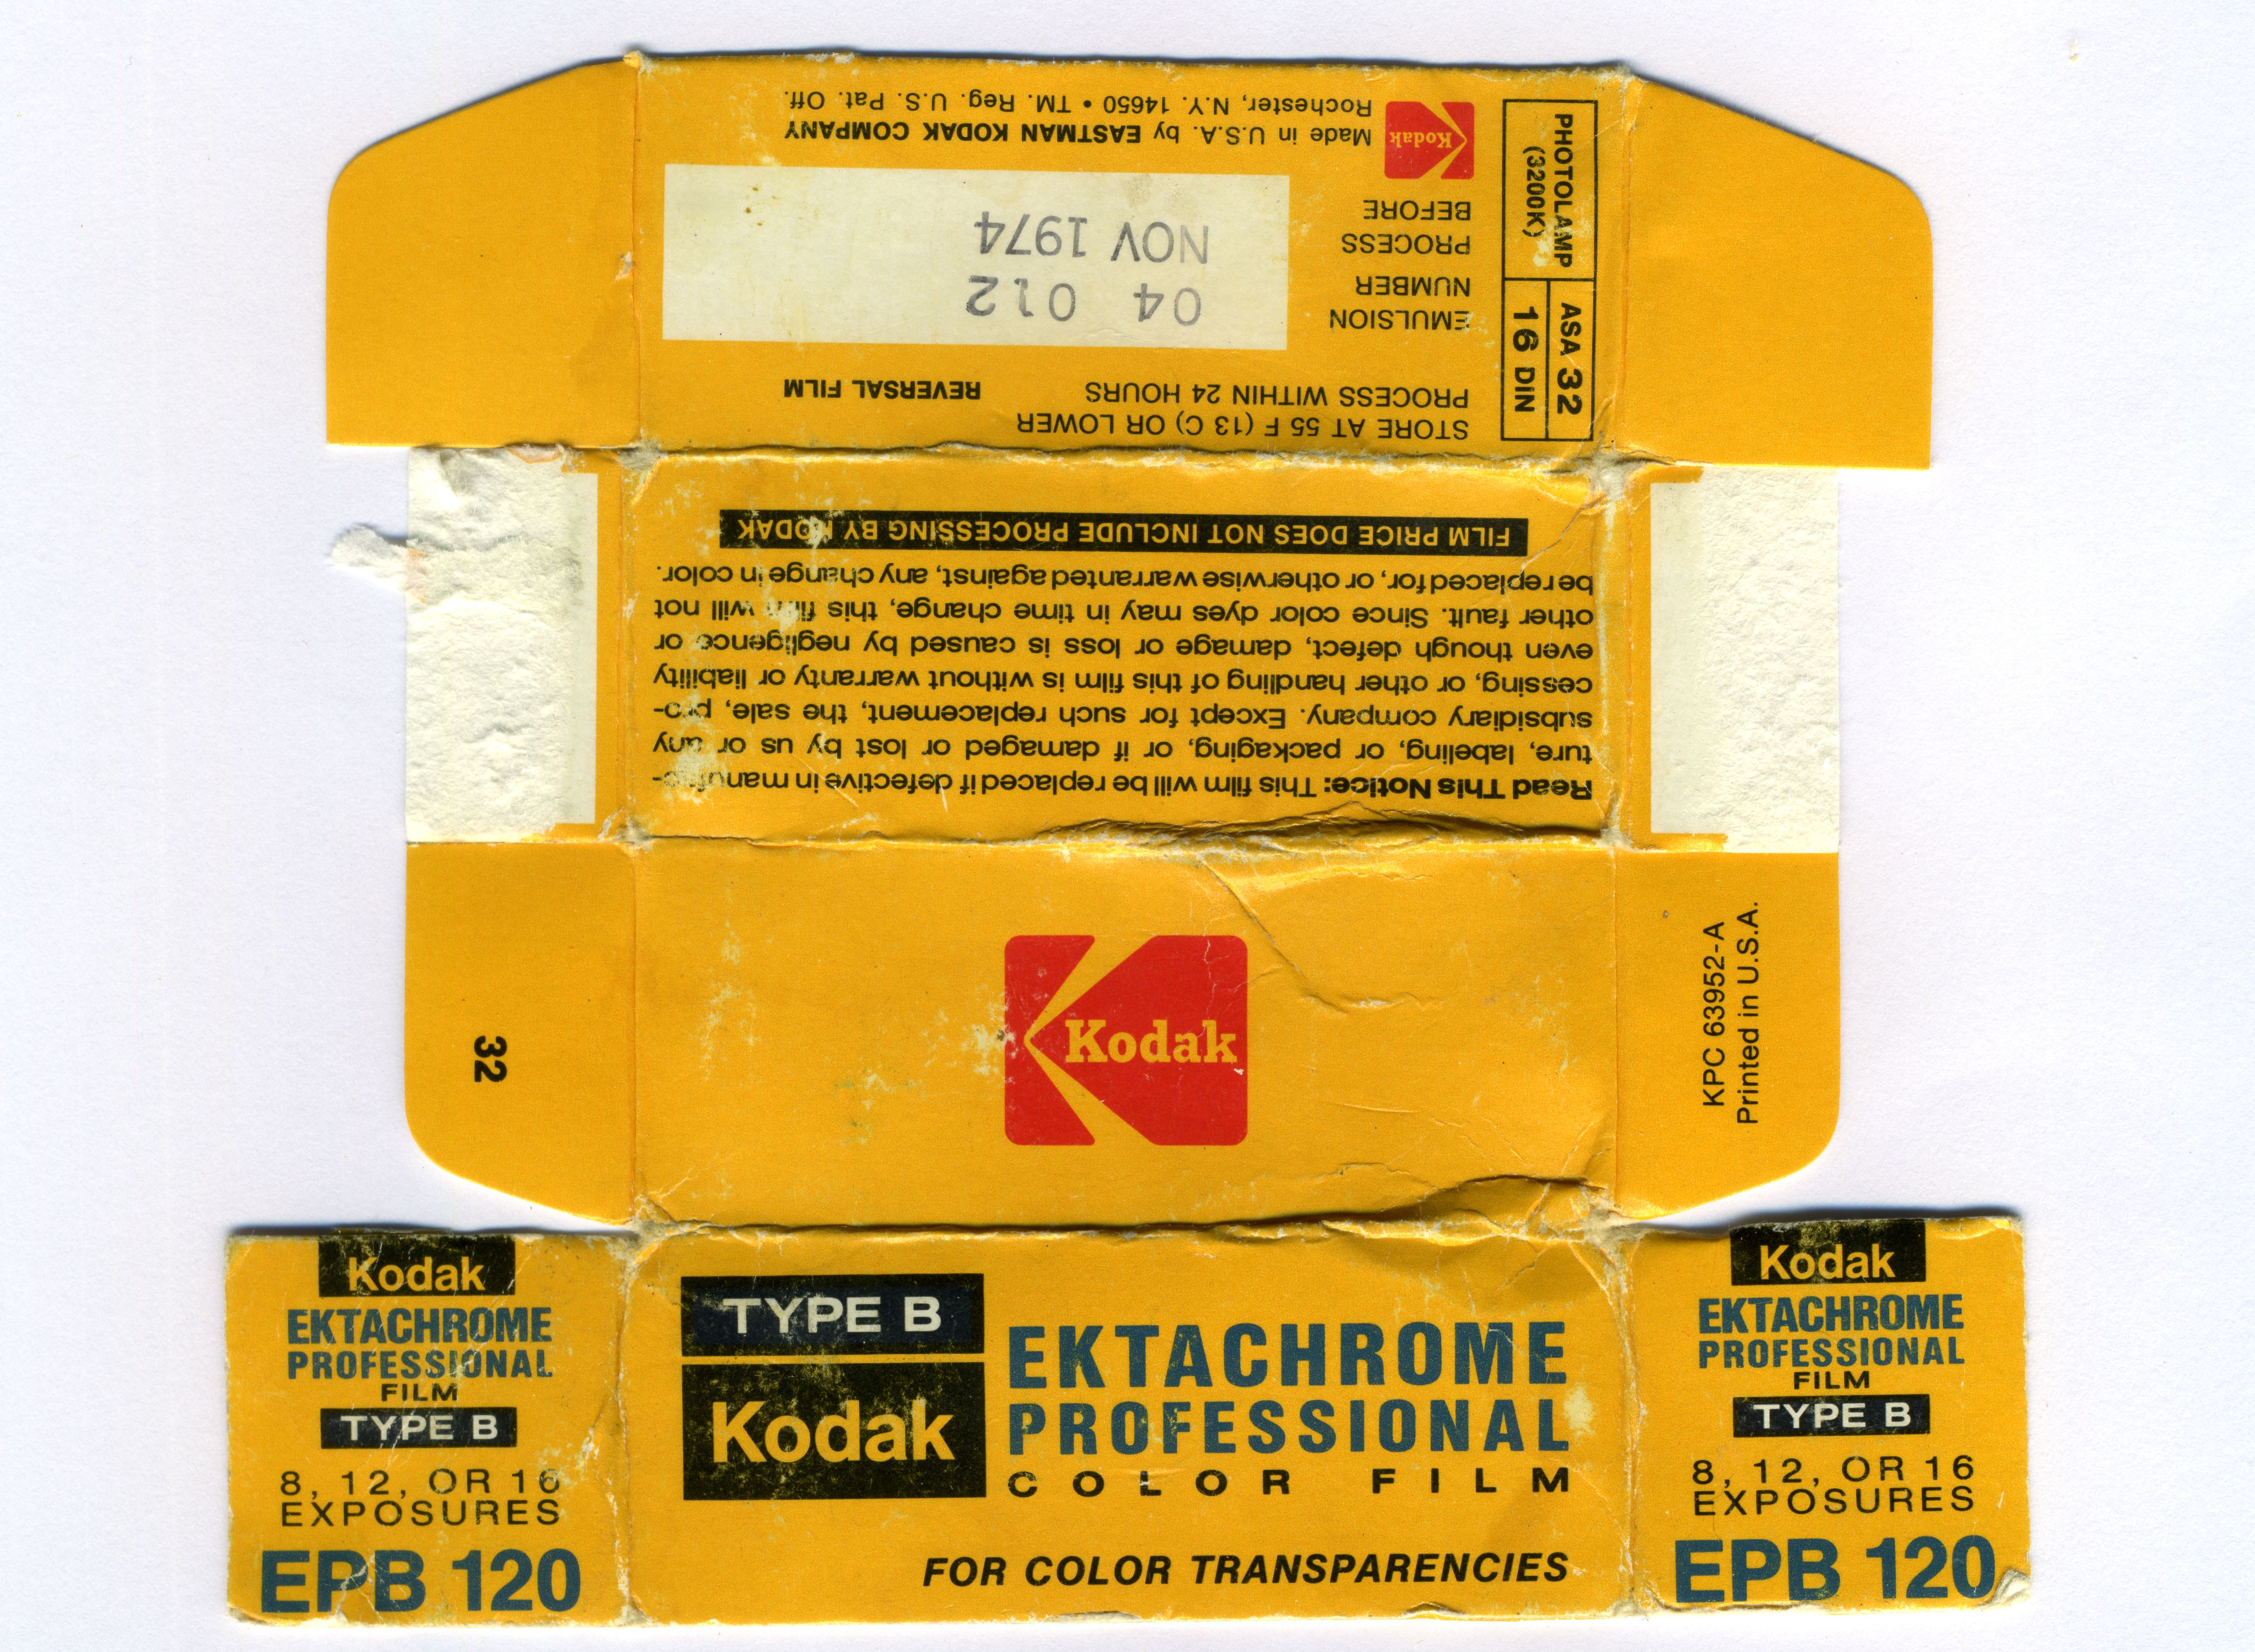 Made in U.S.A. by EASTMAN KODAK COMPANY
Rochester, N.Y. 14650 • TM. Reg. U.S. Pat. Off.
Kodak
PHOTOLAMP
(3200K)
ASA 32
16 DIN
STORE AT 55 F (13 C) OR LOWER
PROCESS WITHIN 24 HOURS REVERSAL FILM
EMULSION
NUMBER
04 012
PROCESS
BEFORE
NOV 1974
Read This Notice: This film will be replaced if defective in manufac-
ture, labeling, or packaging, or if damaged or lost by us or any
subsidiary company. Except for such replacement, the sale, pro-
cessing, or other handling of this film is without warranty or liability
even though defect, damage or loss is caused by negligence or
other fault. Since color dyes may in time change, this film will not
be replaced for, or otherwise warranted against, any change in color.
FILM PRICE DOES NOT INCLUDE PROCESSING BY KODAK
32
Kodak
KPC 63952-A
Printed in U.S.A.
Kodak
EKTACHROME
PROFESSIONAL
FILM
TYPE B
8, 12, OR 16
EXPOSURES
EPB 120
TYPE B
Kodak
EKTACHROME
PROFESSIONAL
COLOR FILM
FOR COLOR TRANSPARENCIES
Kodak
EKTACHROME
PROFESSIONAL
FILM
TYPE B
8, 12, OR 16
EXPOSURES
EPB 120